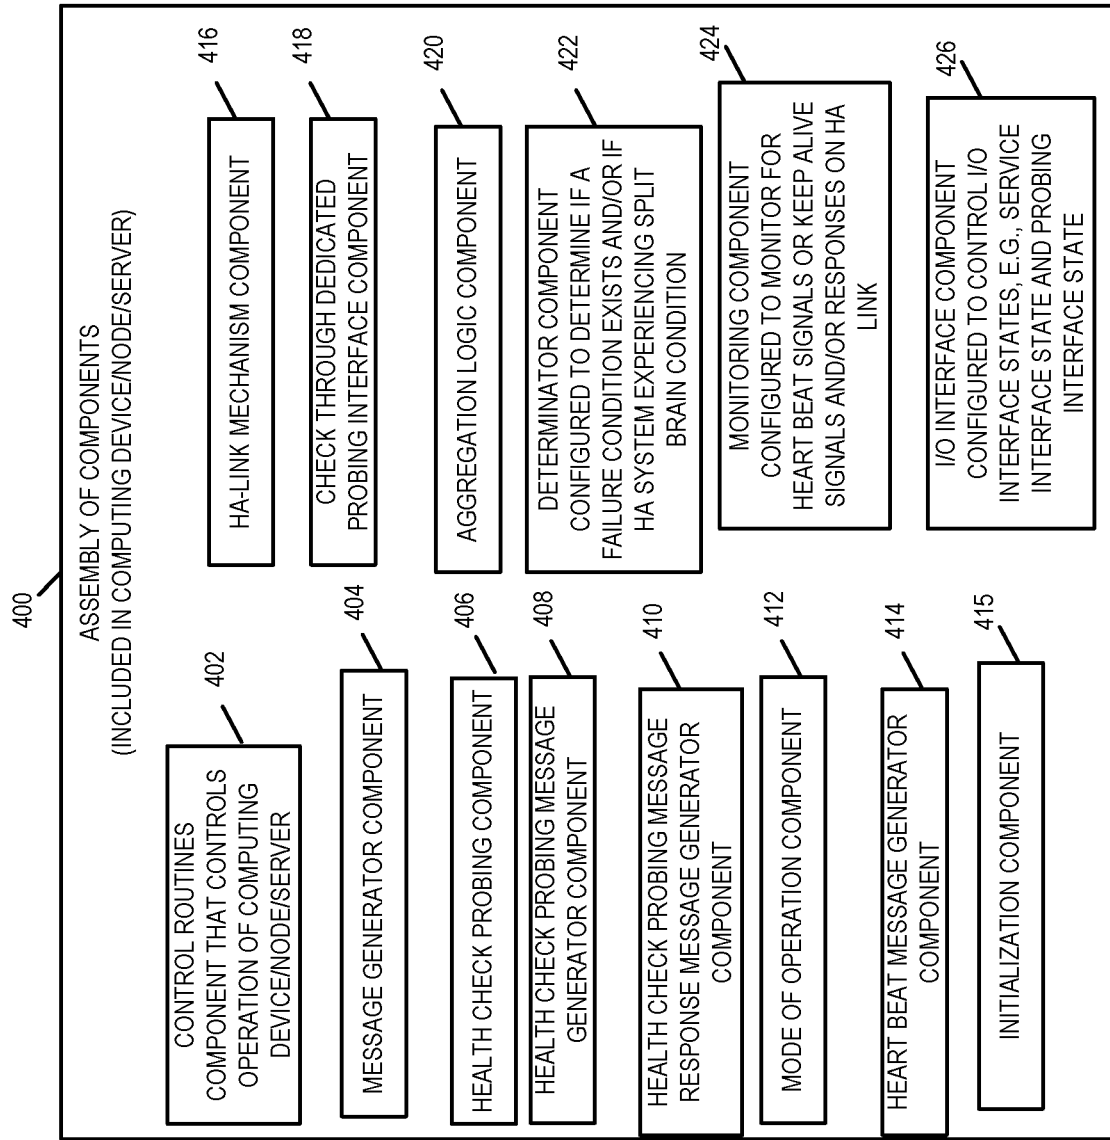 400
ASSEMBLY OF COMPONENTS
(INCLUDED IN COMPUTING DEVICE/NODE/SERVER)
402
CONTROL ROUTINES
COMPONENT THAT CONTROLS
OPERATION OF COMPUTING
DEVICE/NODE/SERVER
404
MESSAGE GENERATOR COMPONENT
406
HEALTH CHECK PROBING COMPONENT
408
HEALTH CHECK PROBING MESSAGE
GENERATOR COMPONENT
410
HEALTH CHECK PROBING MESSAGE
RESPONSE MESSAGE GENERATOR
COMPONENT
412
MODE OF OPERATION COMPONENT
414
HEART BEAT MESSAGE GENERATOR
COMPONENT
415
INITIALIZATION COMPONENT
416
HA-LINK MECHANISM COMPONENT
418
CHECK THROUGH DEDICATED
PROBING INTERFACE COMPONENT
420
AGGREGATION LOGIC COMPONENT
422
DETERMINATOR COMPONENT
CONFIGURED TO DETERMINE IF A
FAILURE CONDITION EXISTS AND/OR IF
HA SYSTEM EXPERIENCING SPLIT
BRAIN CONDITION
424
MONITORING COMPONENT
CONFIGURED TO MONITOR FOR
HEART BEAT SIGNALS OR KEEP ALIVE
SIGNALS AND/OR RESPONSES ON HA
LINK
426
I/O INTERFACE COMPONENT
CONFIGURED TO CONTROL I/O
INTERFACE STATES, E.G., SERVICE
INTERFACE STATE AND PROBING
INTERFACE STATE